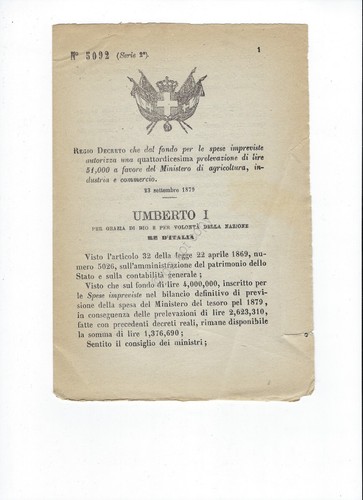 N° 5092 (Serie 2ª)
1
REGIO DECRETO che dal fondo per le spese impreviste
autorizza una quattordicesima prelevazione di lire
51,000 a favore del Ministero di agricoltura, in-
dustria e commercio.
23 settembre 1879
UMBERTO I
PER GRAZIA DI DIO E PER VOLONTÀ DELLA NAZIONE
RE D'ITALIA
Visto l'articolo 32 della legge 22 aprile 1869, nu-
mero 5026, sull'amministrazione del patrimonio dello
Stato e sulla contabilità generale;
Visto che sul fondo di lire 4,000,000, inscritto per
le Spese impreviste nel bilancio definitivo di previ-
sione della spesa del Ministero del tesoro pel 1879,
in conseguenza delle prelevazioni di lire 2,623,310,
fatte con precedenti decreti reali, rimane disponibile
la somma di lire 1,376,690;
Sentito il consiglio dei ministri;